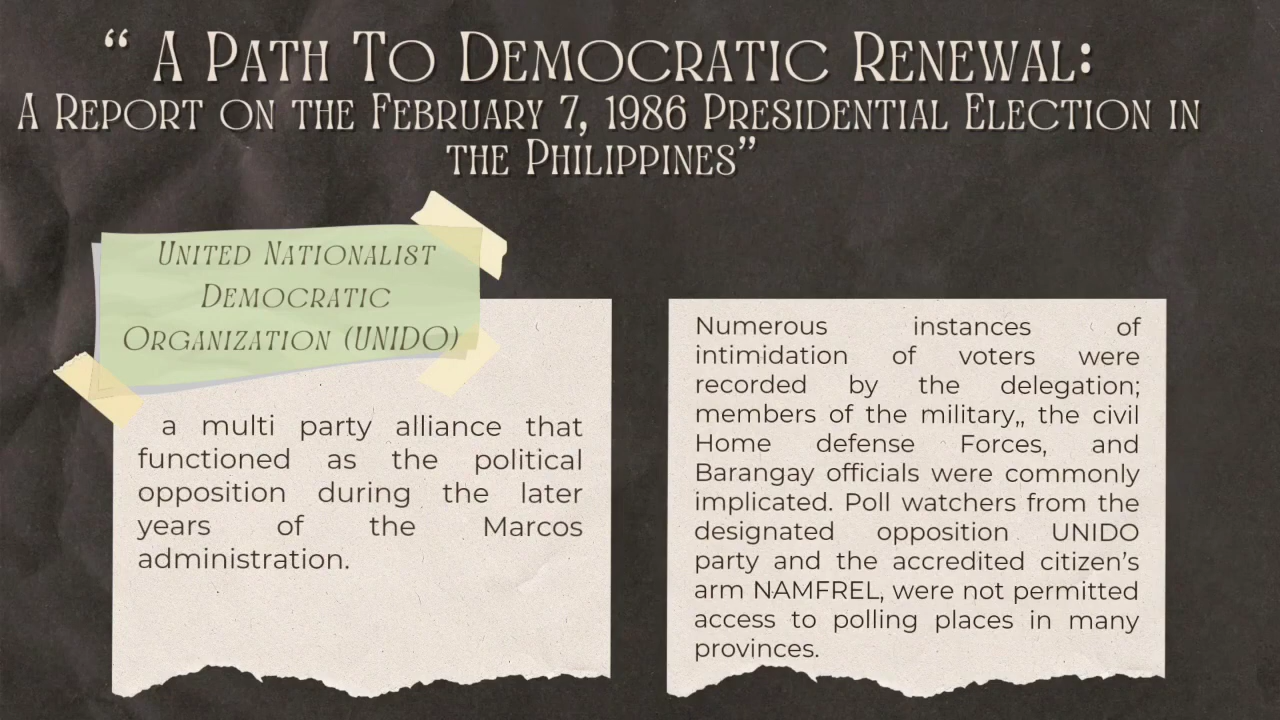 “ A Path To Democratic Renewal:
A Report on the February 7, 1986 Presidential Election in
the Philippines”
United Nationalist
Democratic
Organization (UNIDO)
a multi party alliance that
functioned as the political
opposition during the later
years of the Marcos
administration.
Numerous instances of
intimidation of voters were
recorded by the delegation;
members of the military,, the civil
Home defense Forces, and
Barangay officials were commonly
implicated. Poll watchers from the
designated opposition UNIDO
party and the accredited citizen’s
arm NAMFREL, were not permitted
access to polling places in many
provinces.